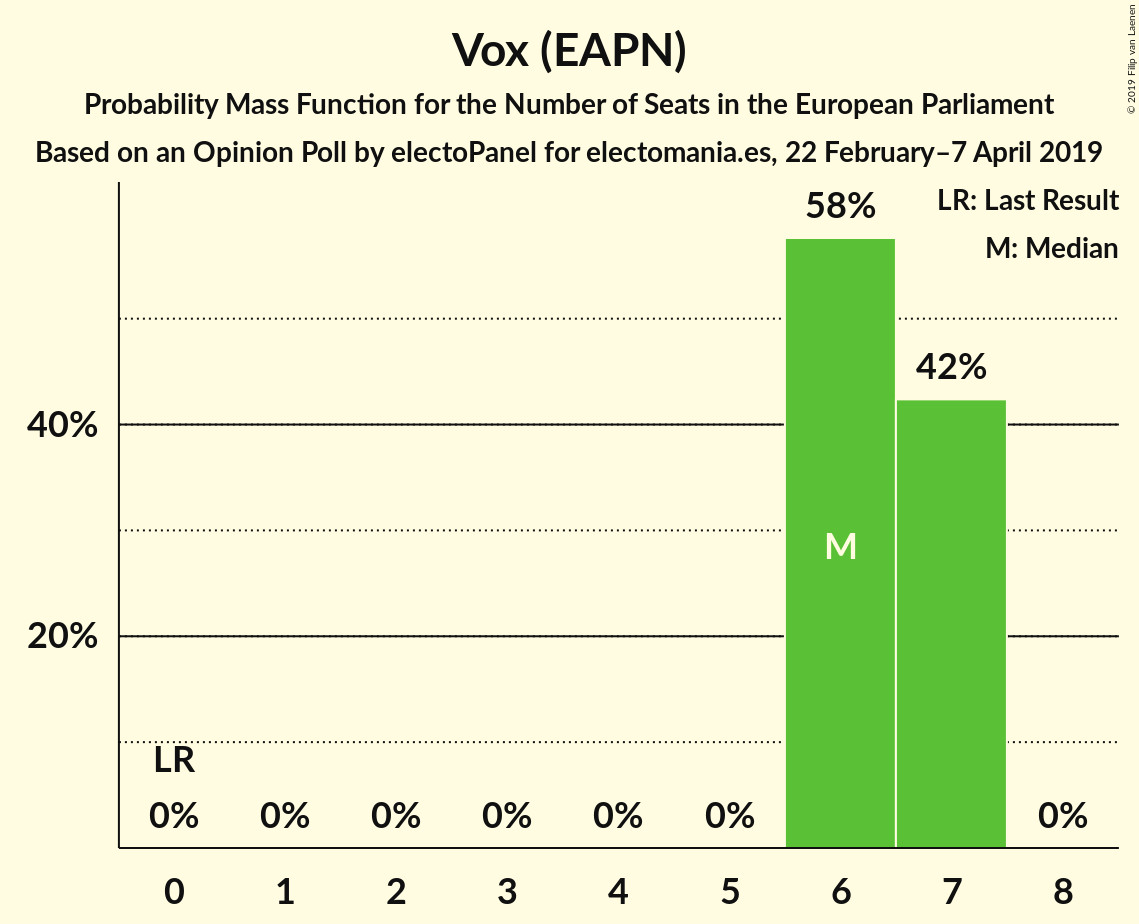 Vox (EAPN)
Probability Mass Function for the Number of Seats in the European Parliament
Based on an Opinion Poll by electoPanel for electomania.es, 22 February–7 April 2019
© 2019 Filip van Laenen
LR: Last Result
M: Median
58%
42%
40%
20%
M
LR
0% 0% 0% 0% 0% 0% 0%
0 1 2 3 4 5 6 7 8